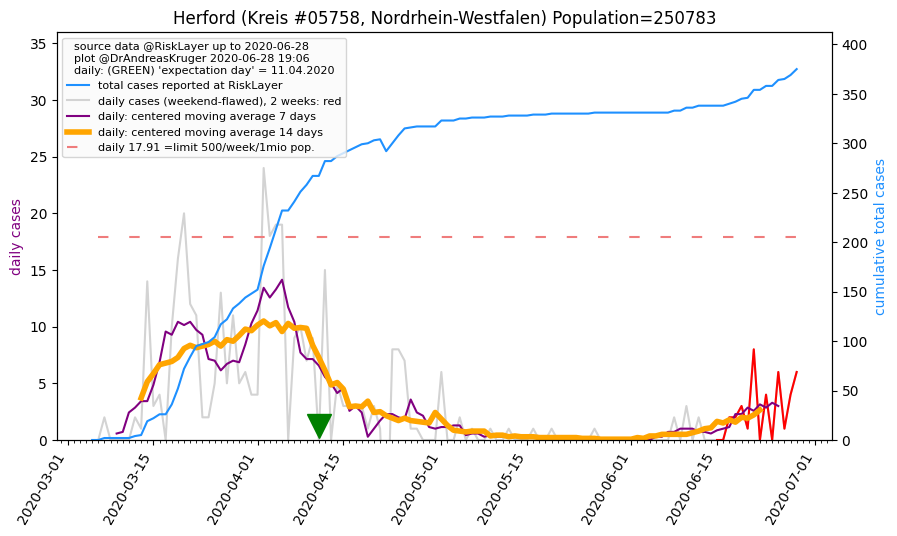 Herford (Kreis #05758, Nordrhein-Westfalen) Population=250783
source data @RiskLayer up to 2020-06-28
plot @DrAndreasKruger 2020-06-28 19:06
daily: (GREEN) 'expectation day' = 11.04.2020
total cases reported at RiskLayer
daily cases (weekend-flawed), 2 weeks: red
daily: centered moving average 7 days
daily: centered moving average 14 days
daily 17.91 =limit 500/week/1mio pop.
daily cases
35
30
25
20
15
10
5
0
cumulative total cases
400
350
300
250
200
150
100
50
0
2020-03-01
2020-03-15
2020-04-01
2020-04-15
2020-05-01
2020-05-15
2020-06-01
2020-06-15
2020-07-01